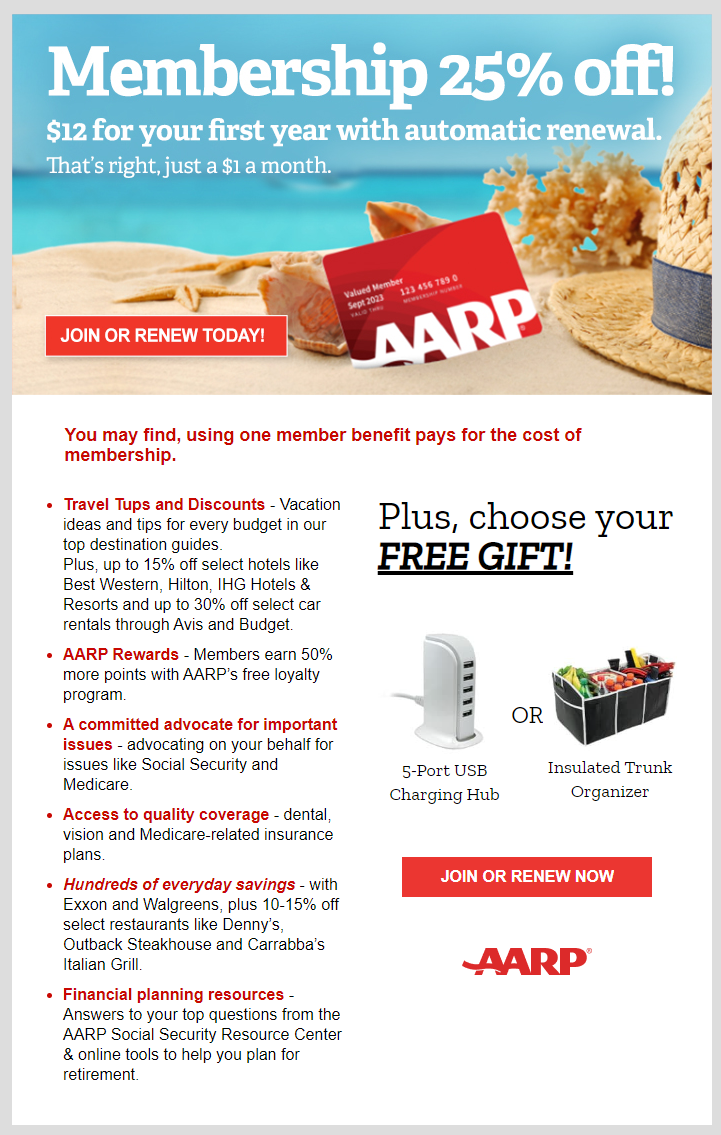 Membership 25% off!
$12 for your first year with automatic renewal.
That's right, just a $1 a month.
Valued Member
Sept 2023
VALID THRU
123 456 789 0
MEMBERSHIP NUMBER
AARP®
JOIN OR RENEW TODAY!
You may find, using one member benefit pays for the cost of
membership.
• Travel Tups and Discounts - Vacation
ideas and tips for every budget in our
top destination guides.
Plus, up to 15% off select hotels like
Best Western, Hilton, IHG Hotels &
Resorts and up to 30% off select car
rentals through Avis and Budget.
• AARP Rewards - Members earn 50%
more points with AARP's free loyalty
program.
• A committed advocate for important
issues - advocating on your behalf for
issues like Social Security and
Medicare.
• Access to quality coverage - dental,
vision and Medicare-related insurance
plans.
• Hundreds of everyday savings - with
Exxon and Walgreens, plus 10-15% off
select restaurants like Denny's,
Outback Steakhouse and Carrabba's
Italian Grill.
• Financial planning resources -
Answers to your top questions from the
AARP Social Security Resource Center
& online tools to help you plan for
retirement.
Plus, choose your
FREE GIFT!
OR
5-Port USB
Charging Hub
Insulated Trunk
Organizer
JOIN OR RENEW NOW
AARP®